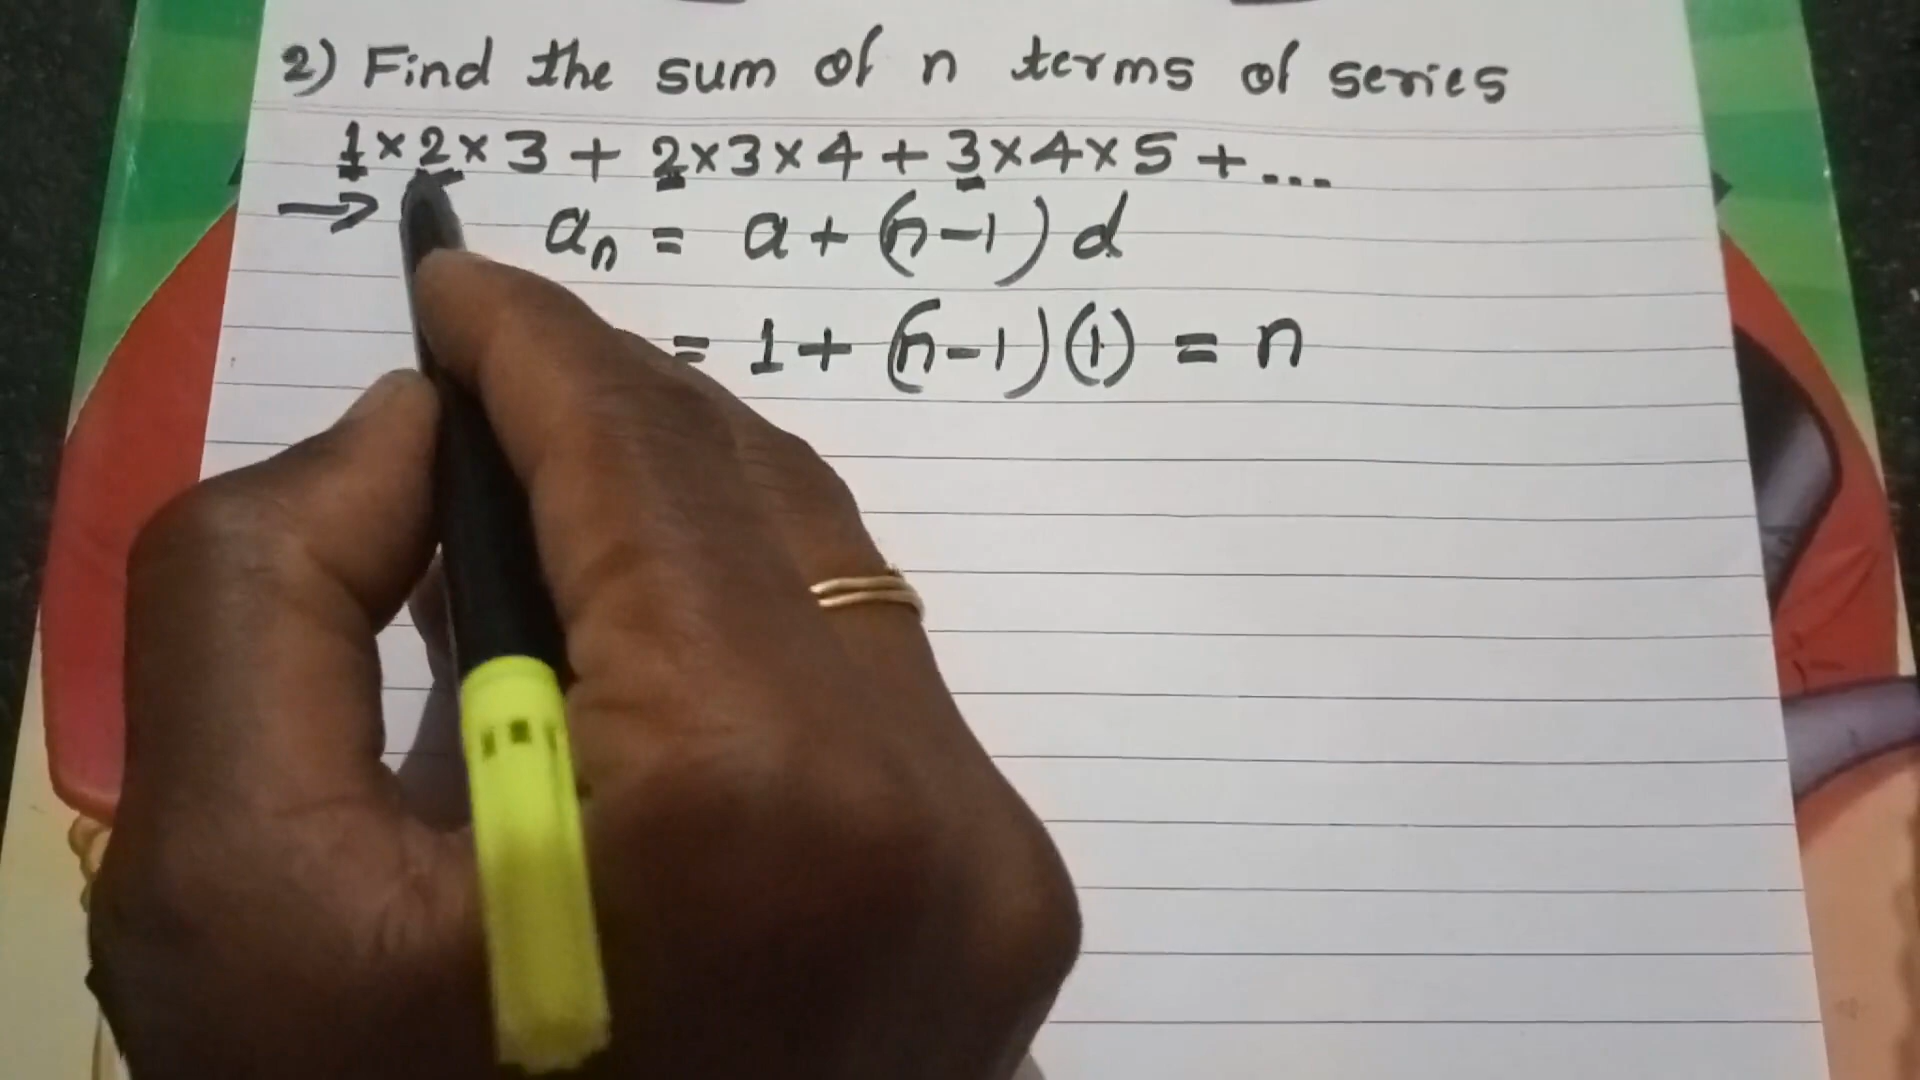 2) Find the sum of n terms of series
1×2×3 + 2×3×4 + 3×4×5 + ...
→ aₙ = a + (n-1) d
= 1 + (n-1)(1) = n